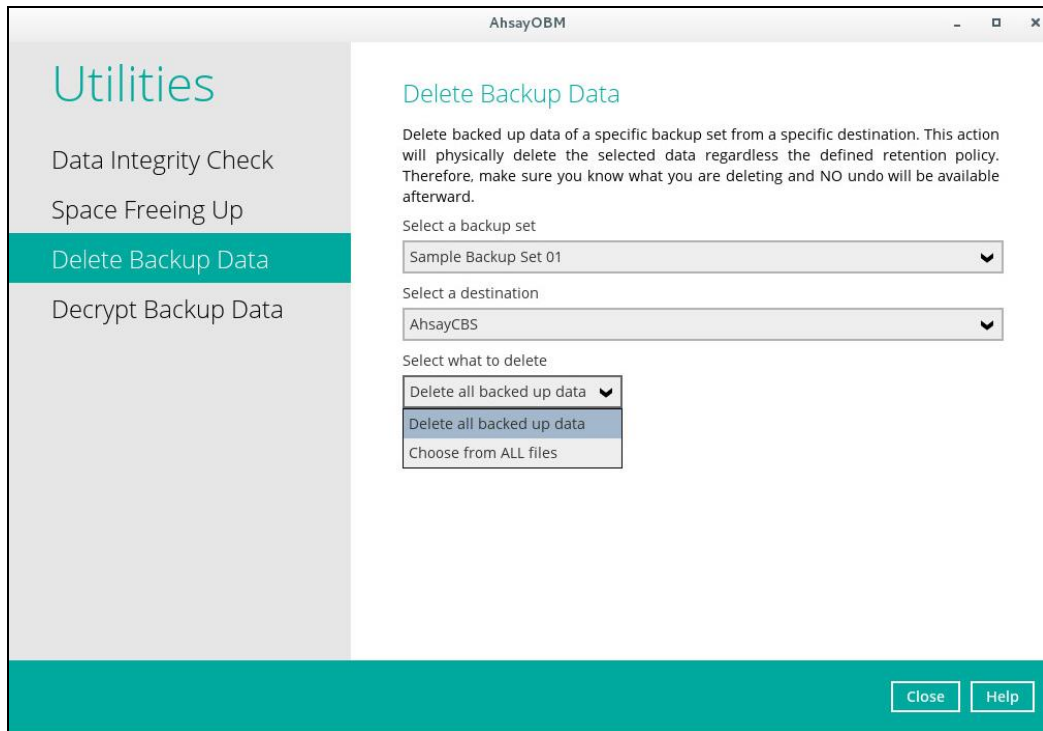 AhsayOBM
Utilities
Data Integrity Check
Space Freeing Up
Delete Backup Data
Decrypt Backup Data
Delete Backup Data
Delete backed up data of a specific backup set from a specific destination. This action
will physically delete the selected data regardless the defined retention policy.
Therefore, make sure you know what you are deleting and NO undo will be available
afterward.
Select a backup set
Sample Backup Set 01
Select a destination
AhsayCBS
Select what to delete
Delete all backed up data
Delete all backed up data
Choose from ALL files
Close
Help